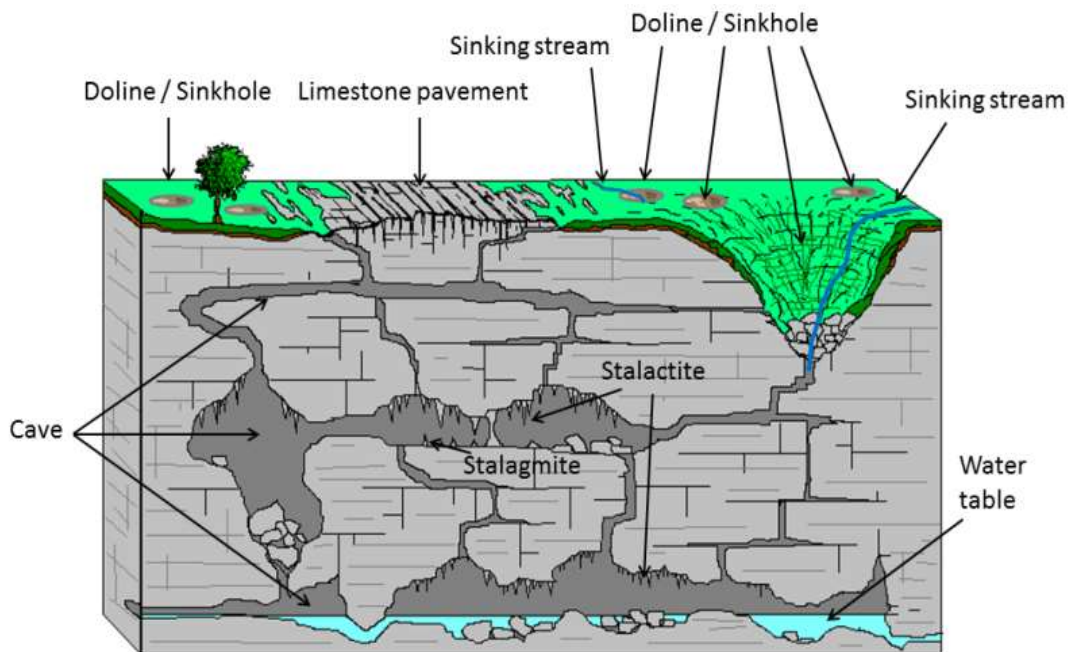 Doline / Sinkhole
Sinking stream
Doline / Sinkhole
Limestone pavement
Sinking stream
Stalactite
Cave
Stalagmite
Water
table